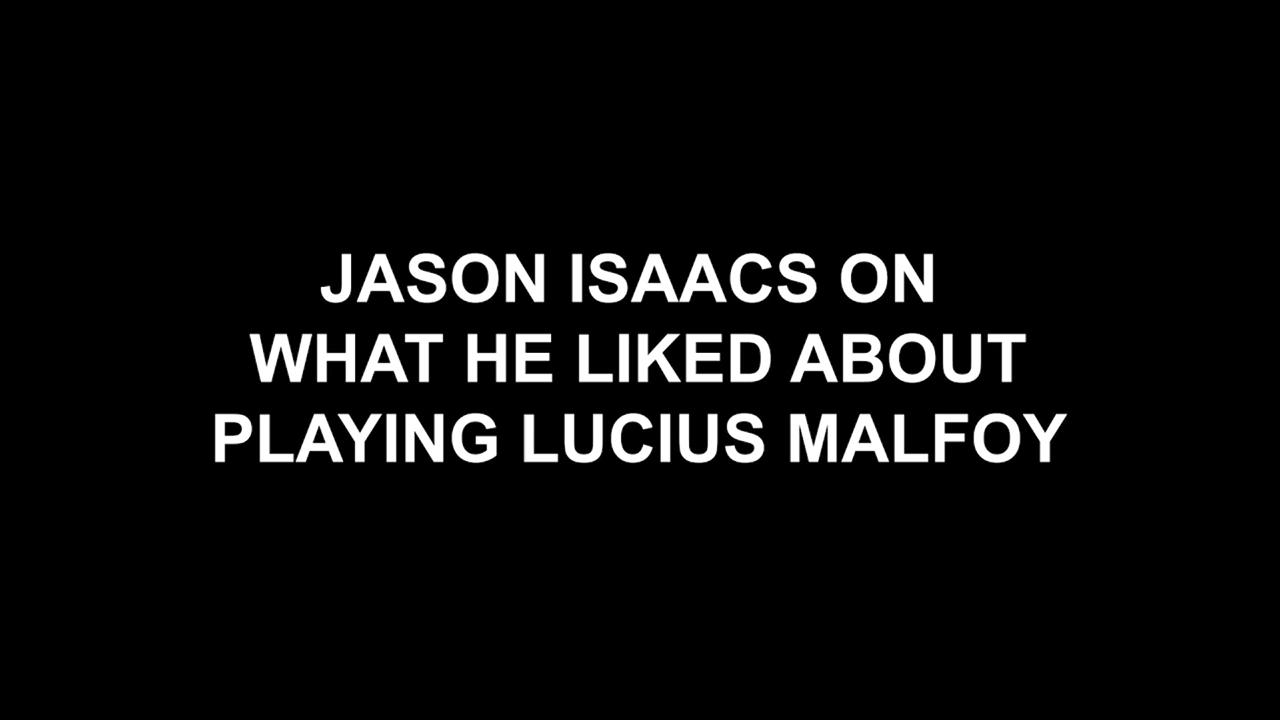 JASON ISAACS ON
WHAT HE LIKED ABOUT
PLAYING LUCIUS MALFOY